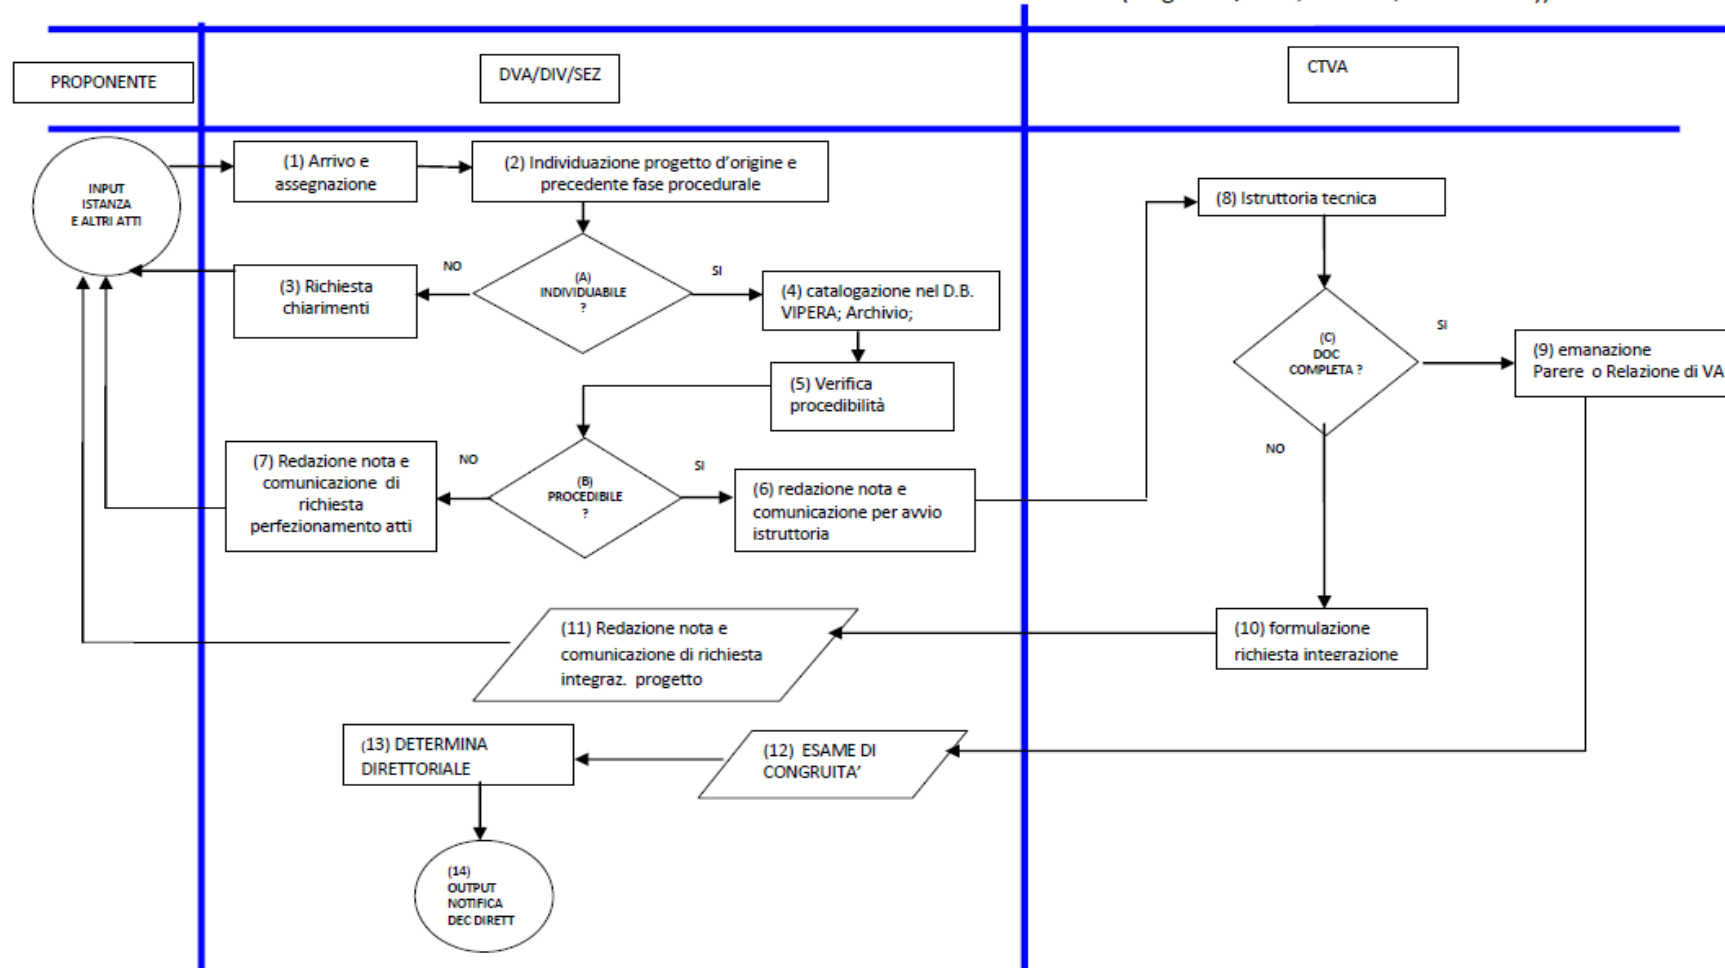 PROPONENTE
DVA/DIV/SEZ
CTVA
INPUT
ISTANZA
E ALTRI ATTI
(1) Arrivo e
assegnazione
(2) Individuazione progetto d'origine e
precedente fase procedurale
(8) Istruttoria tecnica
(3) Richiesta
chiarimenti
NO
(A)
INDIVIDUABILE
?
SI
(4) catalogazione nel D.B.
VIPERA; Archivio;
(C)
DOC
COMPLETA ?
SI
(9) emanazione
Parere o Relazione di VA
(5) Verifica
procedibilità
(7) Redazione nota e
comunicazione di
richiesta
perfezionamento atti
NO
(B)
PROCEDIBILE
?
SI
(6) redazione nota e
comunicazione per avvio
istruttoria
NO
(11) Redazione nota e
comunicazione di richiesta
integraz. progetto
(10) formulazione
richiesta integrazione
(13) DETERMINA
DIRETTORIALE
(12) ESAME DI
CONGRUITA'
(14)
OUTPUT
NOTIFICA
DEC DIRETT